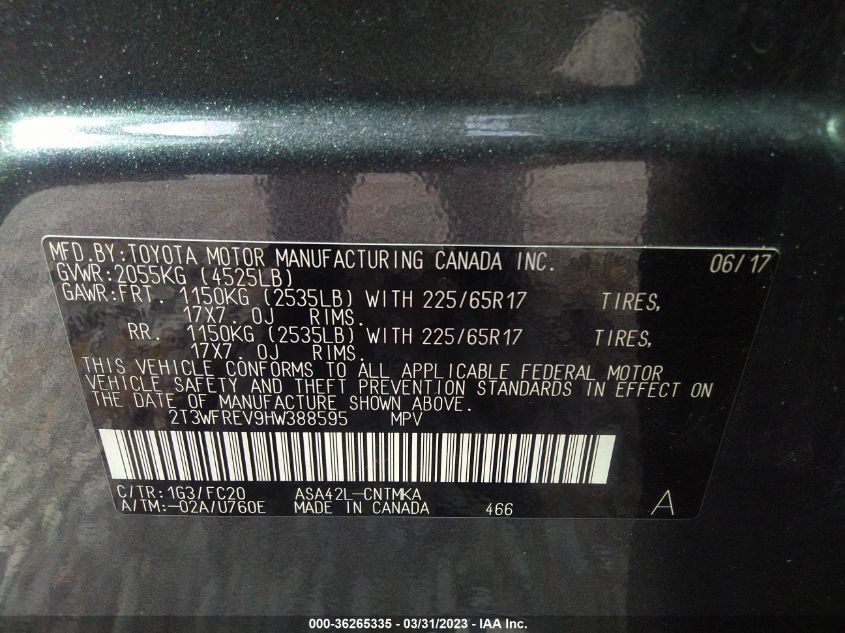 MFD.BY:TOYOTA MOTOR MANUFACTURING CANADA INC. 06/17
GVWR:2055KG (4525LB)
GAWR:FRT. 1150KG (2535LB) WITH 225/65R17 TIRES,
17X7.0J RIMS.
RR. 1150KG (2535LB) WITH 225/65R17 TIRES,
17X7.0J RIMS.
THIS VEHICLE CONFORMS TO ALL APPLICABLE FEDERAL MOTOR
VEHICLE SAFETY AND THEFT PREVENTION STANDARDS IN EFFECT ON
THE DATE OF MANUFACTURE SHOWN ABOVE.
2T3WFREV9HW388595 MPV
C/TR:1G3/FC20 ASA42L-CNTMKA
A/TM:-02A/U760E MADE IN CANADA 466 A
000-36265335 - 03/31/2023 - IAA Inc.